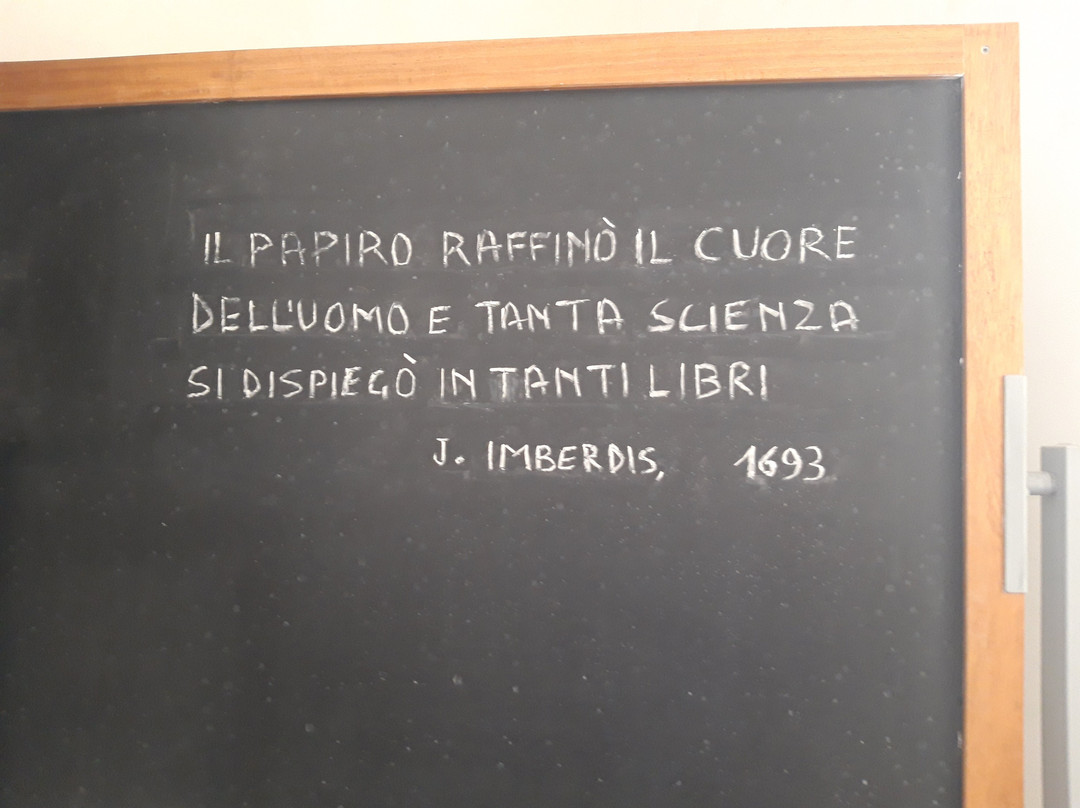 IL PAPIRO RAFFINÒ IL CUORE
DELL'UOMO E TANTA SCIENZA
SI DISPIEGÒ IN TANTI LIBRI
J. IMBERDIS, 1693